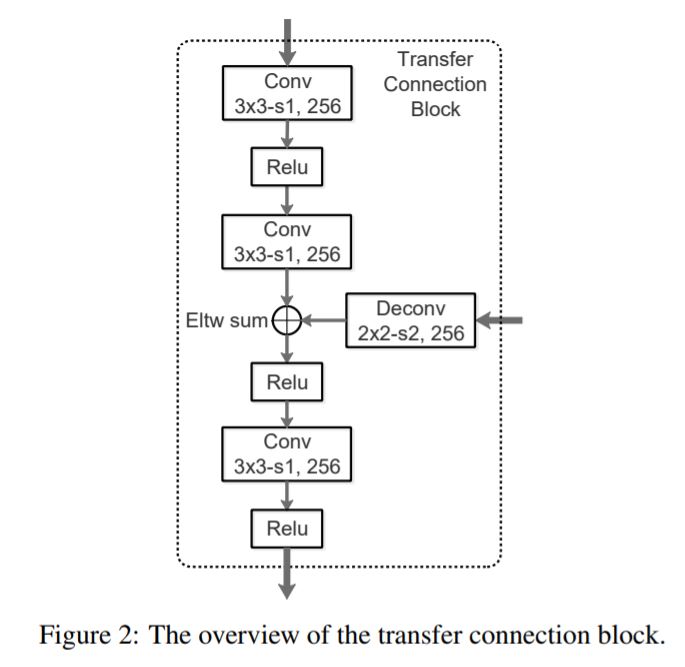 Transfer
Connection
Block
Conv
3x3-s1, 256
Relu
Conv
3x3-s1, 256
Eltw sum
Deconv
2x2-s2, 256
Relu
Conv
3x3-s1, 256
Relu
Figure 2: The overview of the transfer connection block.